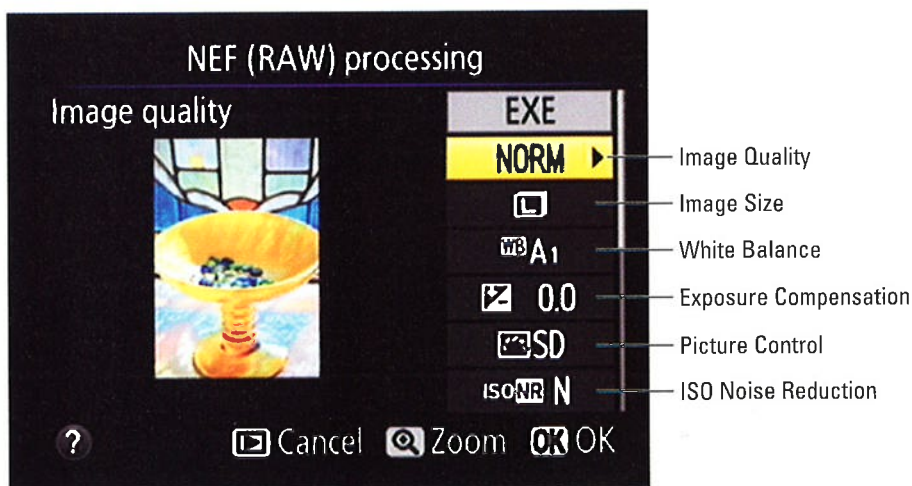 NEF (RAW) processing
Image quality
EXE
NORM
Image Quality
L
Image Size
WB A1
White Balance
0.0
Exposure Compensation
SD
Picture Control
ISO NR N
ISO Noise Reduction
? Cancel Zoom OK OK